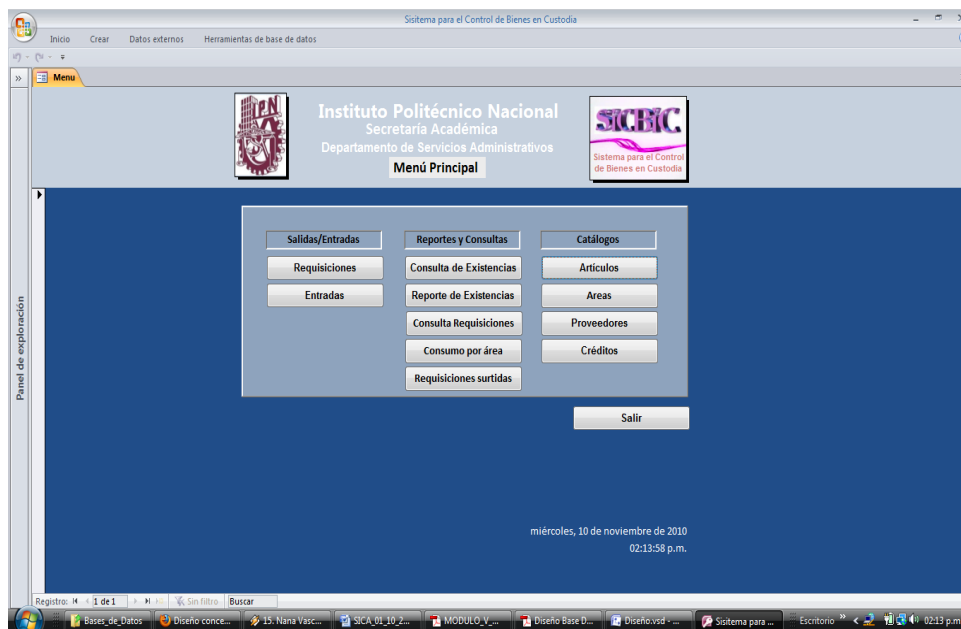 Sisitema para el Control de Bienes en Custodia
Inicio Crear Datos externos Herramientas de base de datos
Menu
IPN
Instituto Politécnico Nacional
Secretaría Académica
Departamento de Servicios Administrativos
Menú Principal
SICBIC
Sistema para el Control
de Bienes en Custodia
Salidas/Entradas Reportes y Consultas Catálogos
Requisiciones Consulta de Existencias Artículos
Entradas Reporte de Existencias Areas
Consulta Requisiciones Proveedores
Consumo por área Créditos
Requisiciones surtidas
Salir
Panel de exploración
miércoles, 10 de noviembre de 2010
02:13:58 p.m.
Registro: 1 de 1 Sin filtro Buscar
Bases_de_Datos Diseño conce... 15. Nana Vasc... SICA_01_10_2... MODULO_V_... Diseño Base D... Diseño.vsd - ... Sisitema para ... Escritorio 02:13 p.m.